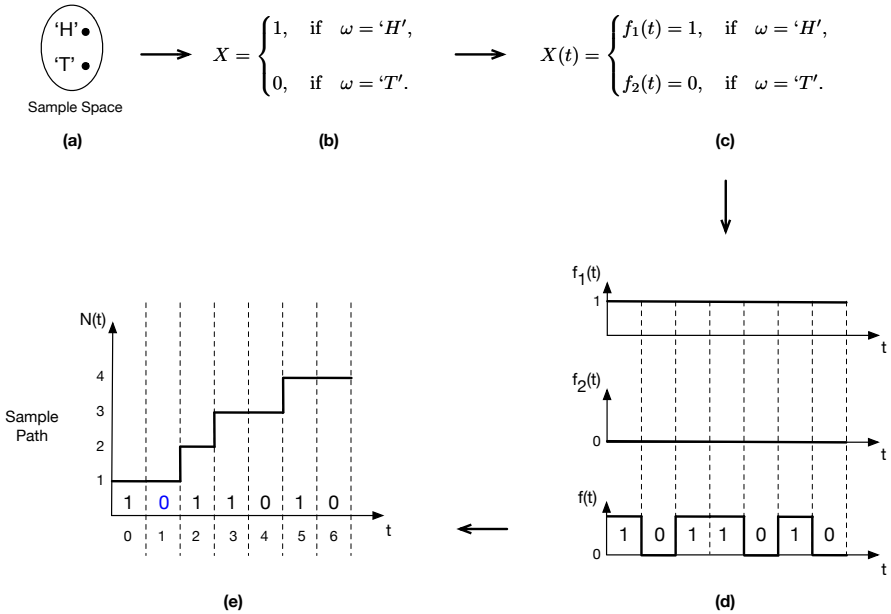 ‘H’
‘T’
Sample Space
(a)
X = { 1, if ω = ‘H’,
0, if ω = ‘T’.
(b)
X(t) = { f₁(t) = 1, if ω = ‘H’,
f₂(t) = 0, if ω = ‘T’.
(c)
f₁(t)
1
t
f₂(t)
0
t
f(t)
0
1 0 1 1 0 1 0
t
(d)
N(t)
4
3
2
1
Sample
Path
1 0 1 1 0 1 0
t
0 1 2 3 4 5 6
(e)